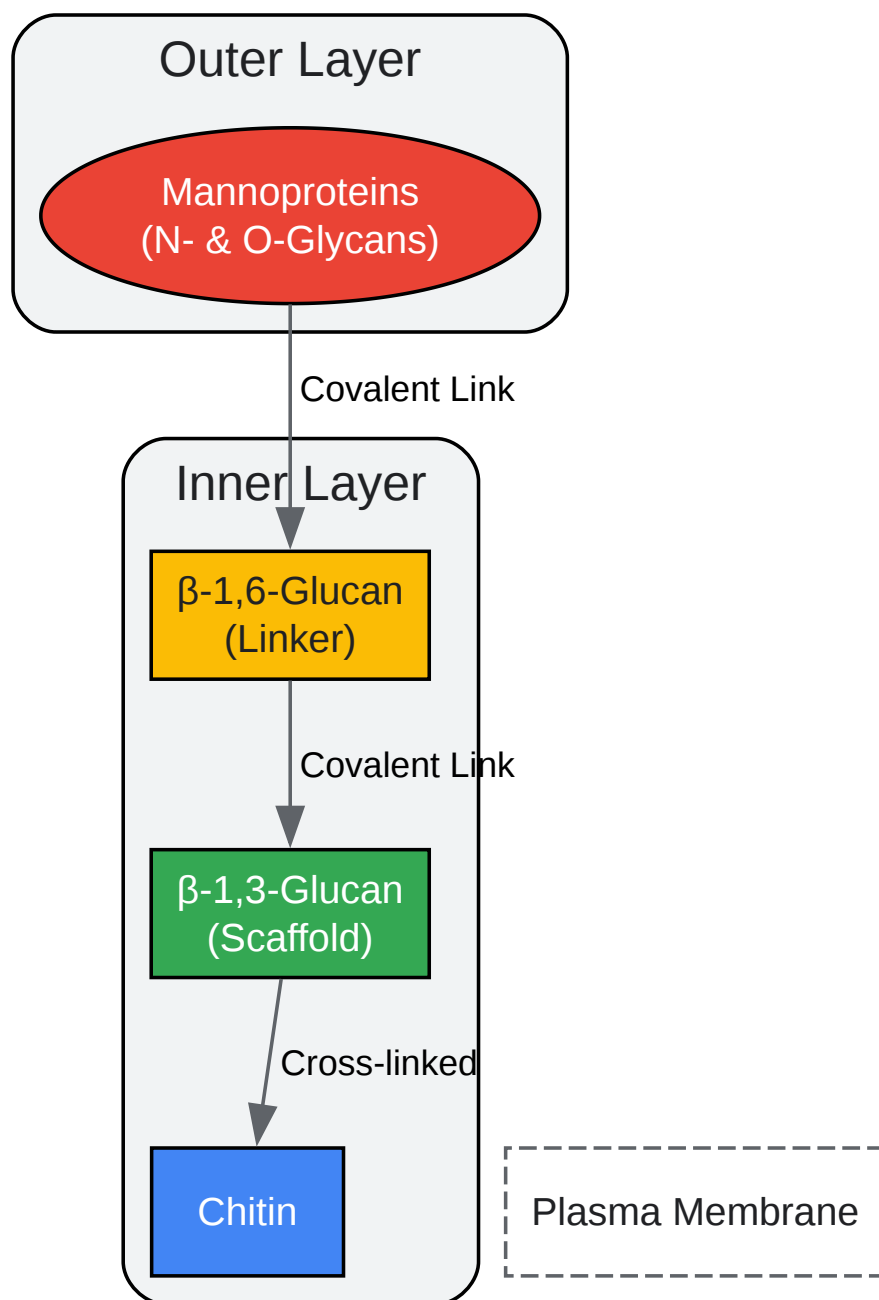 Outer Layer
Mannoproteins
(N- & O-Glycans)
Covalent Link
Inner Layer
β-1,6-Glucan
(Linker)
Covalent Link
β-1,3-Glucan
(Scaffold)
Cross-linked
Chitin
Plasma Membrane